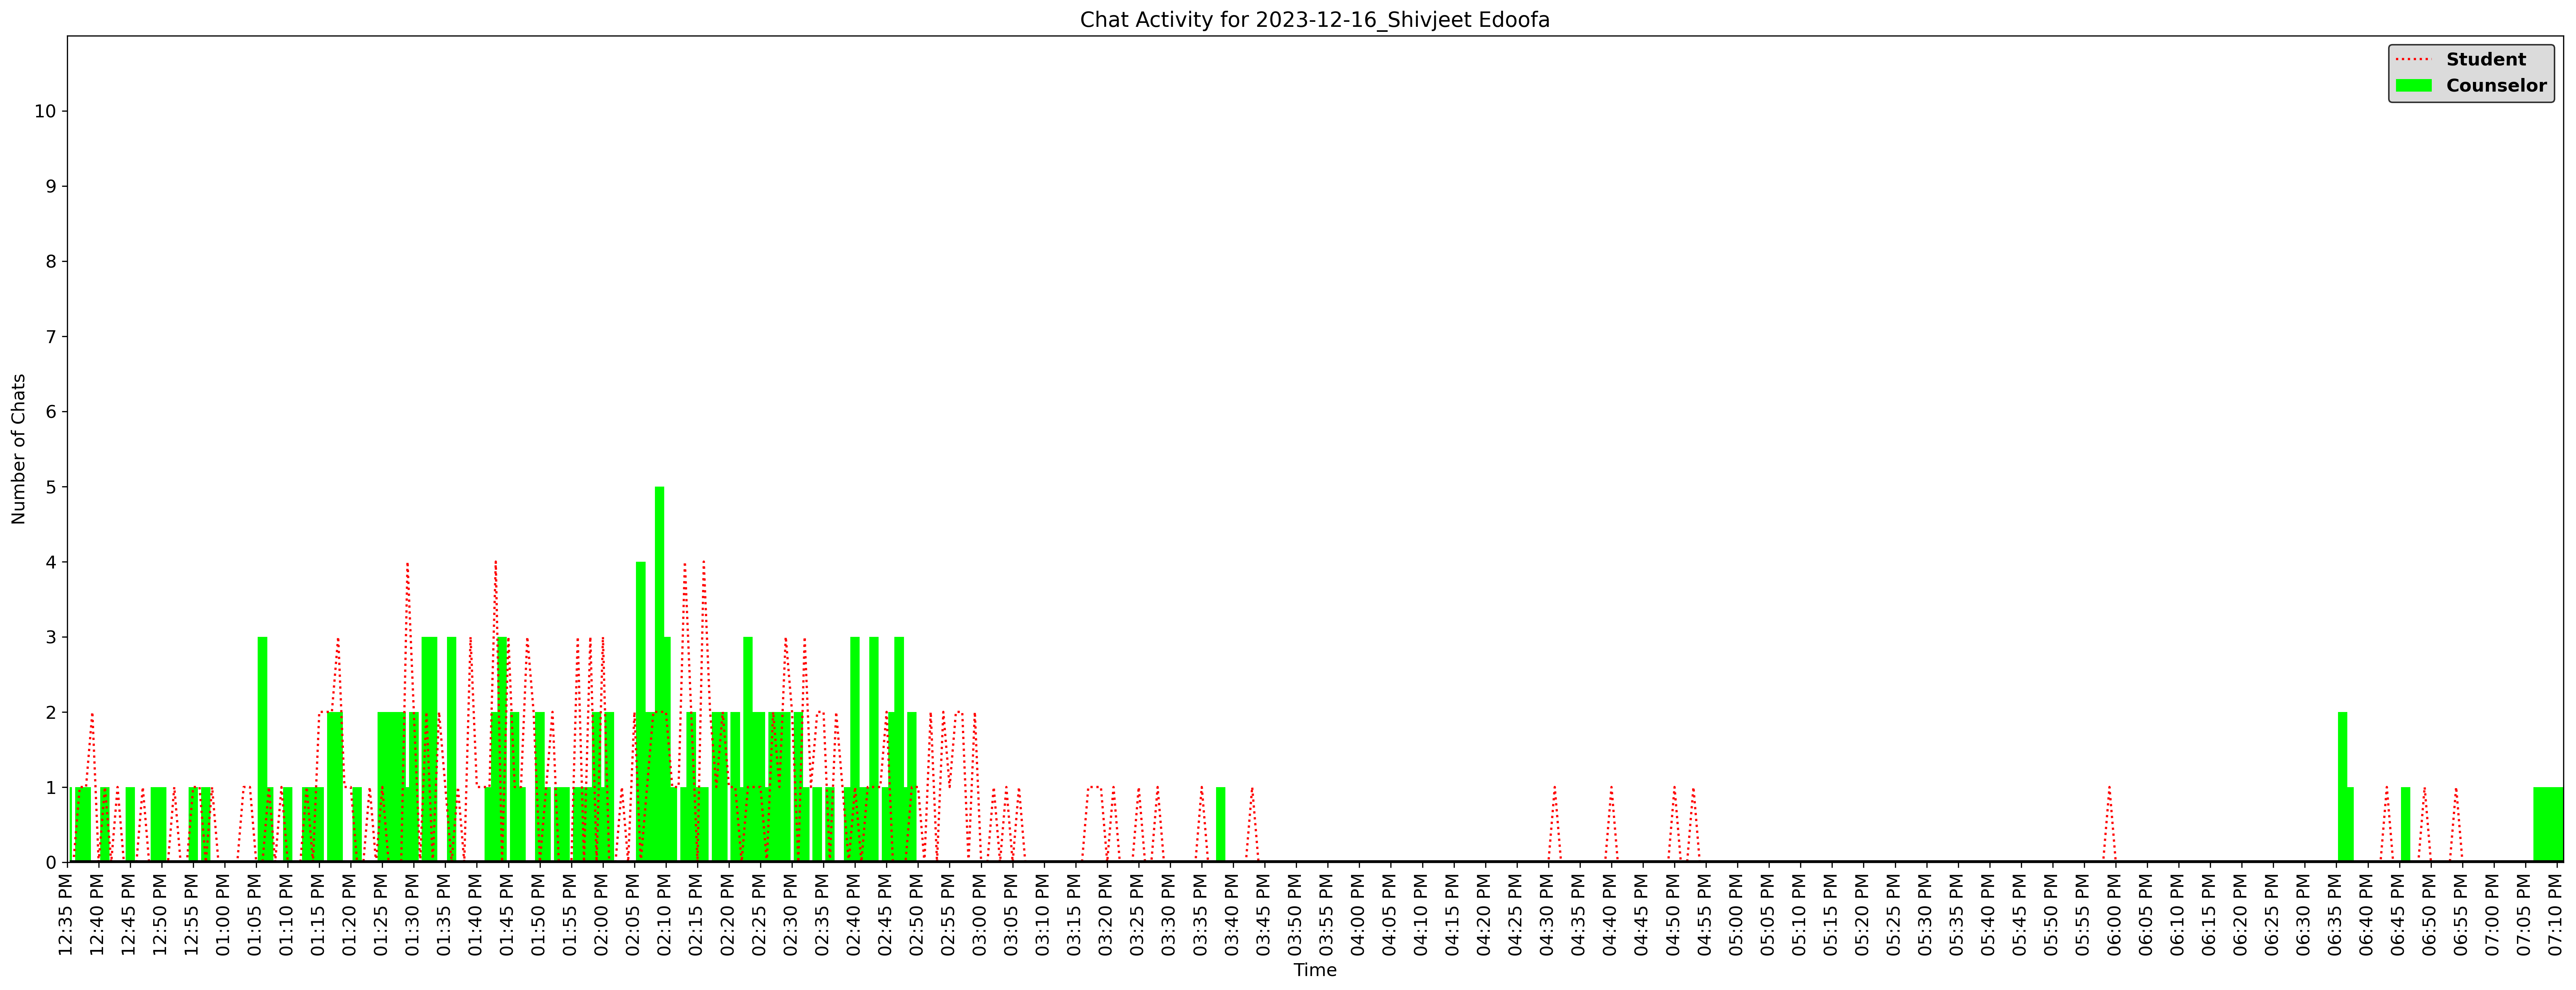 Chat Activity for 2023-12-16_Shivjeet Edoofa
Student
Counselor
Number of Chats
10
9
8
7
6
5
4
3
2
1
0
12:35 PM
12:40 PM
12:45 PM
12:50 PM
12:55 PM
01:00 PM
01:05 PM
01:10 PM
01:15 PM
01:20 PM
01:25 PM
01:30 PM
01:35 PM
01:40 PM
01:45 PM
01:50 PM
01:55 PM
02:00 PM
02:05 PM
02:10 PM
02:15 PM
02:20 PM
02:25 PM
02:30 PM
02:35 PM
02:40 PM
02:45 PM
02:50 PM
02:55 PM
03:00 PM
03:05 PM
03:10 PM
03:15 PM
03:20 PM
03:25 PM
03:30 PM
03:35 PM
03:40 PM
03:45 PM
03:50 PM
03:55 PM
04:00 PM
04:05 PM
04:10 PM
04:15 PM
04:20 PM
04:25 PM
04:30 PM
04:35 PM
04:40 PM
04:45 PM
04:50 PM
04:55 PM
05:00 PM
05:05 PM
05:10 PM
05:15 PM
05:20 PM
05:25 PM
05:30 PM
05:35 PM
05:40 PM
05:45 PM
05:50 PM
05:55 PM
06:00 PM
06:05 PM
06:10 PM
06:15 PM
06:20 PM
06:25 PM
06:30 PM
06:35 PM
06:40 PM
06:45 PM
06:50 PM
06:55 PM
07:00 PM
07:05 PM
07:10 PM
Time